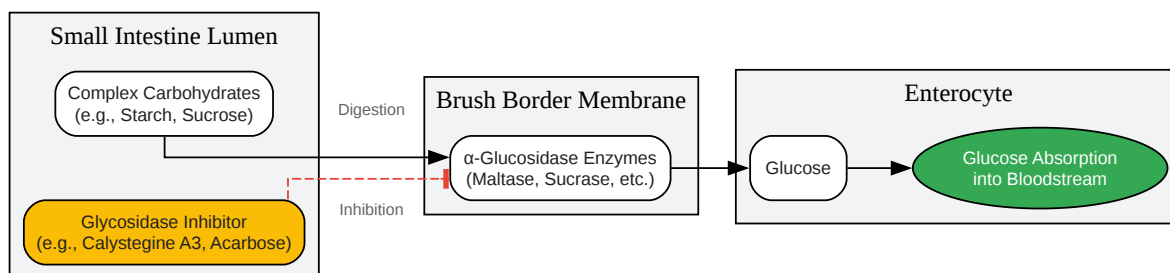 Small Intestine Lumen
Complex Carbohydrates
(e.g., Starch, Sucrose)
Glycosidase Inhibitor
(e.g., Calystegine A3, Acarbose)
Digestion
Inhibition
Brush Border Membrane
α-Glucosidase Enzymes
(Maltase, Sucrase, etc.)
Enterocyte
Glucose
Glucose Absorption
into Bloodstream